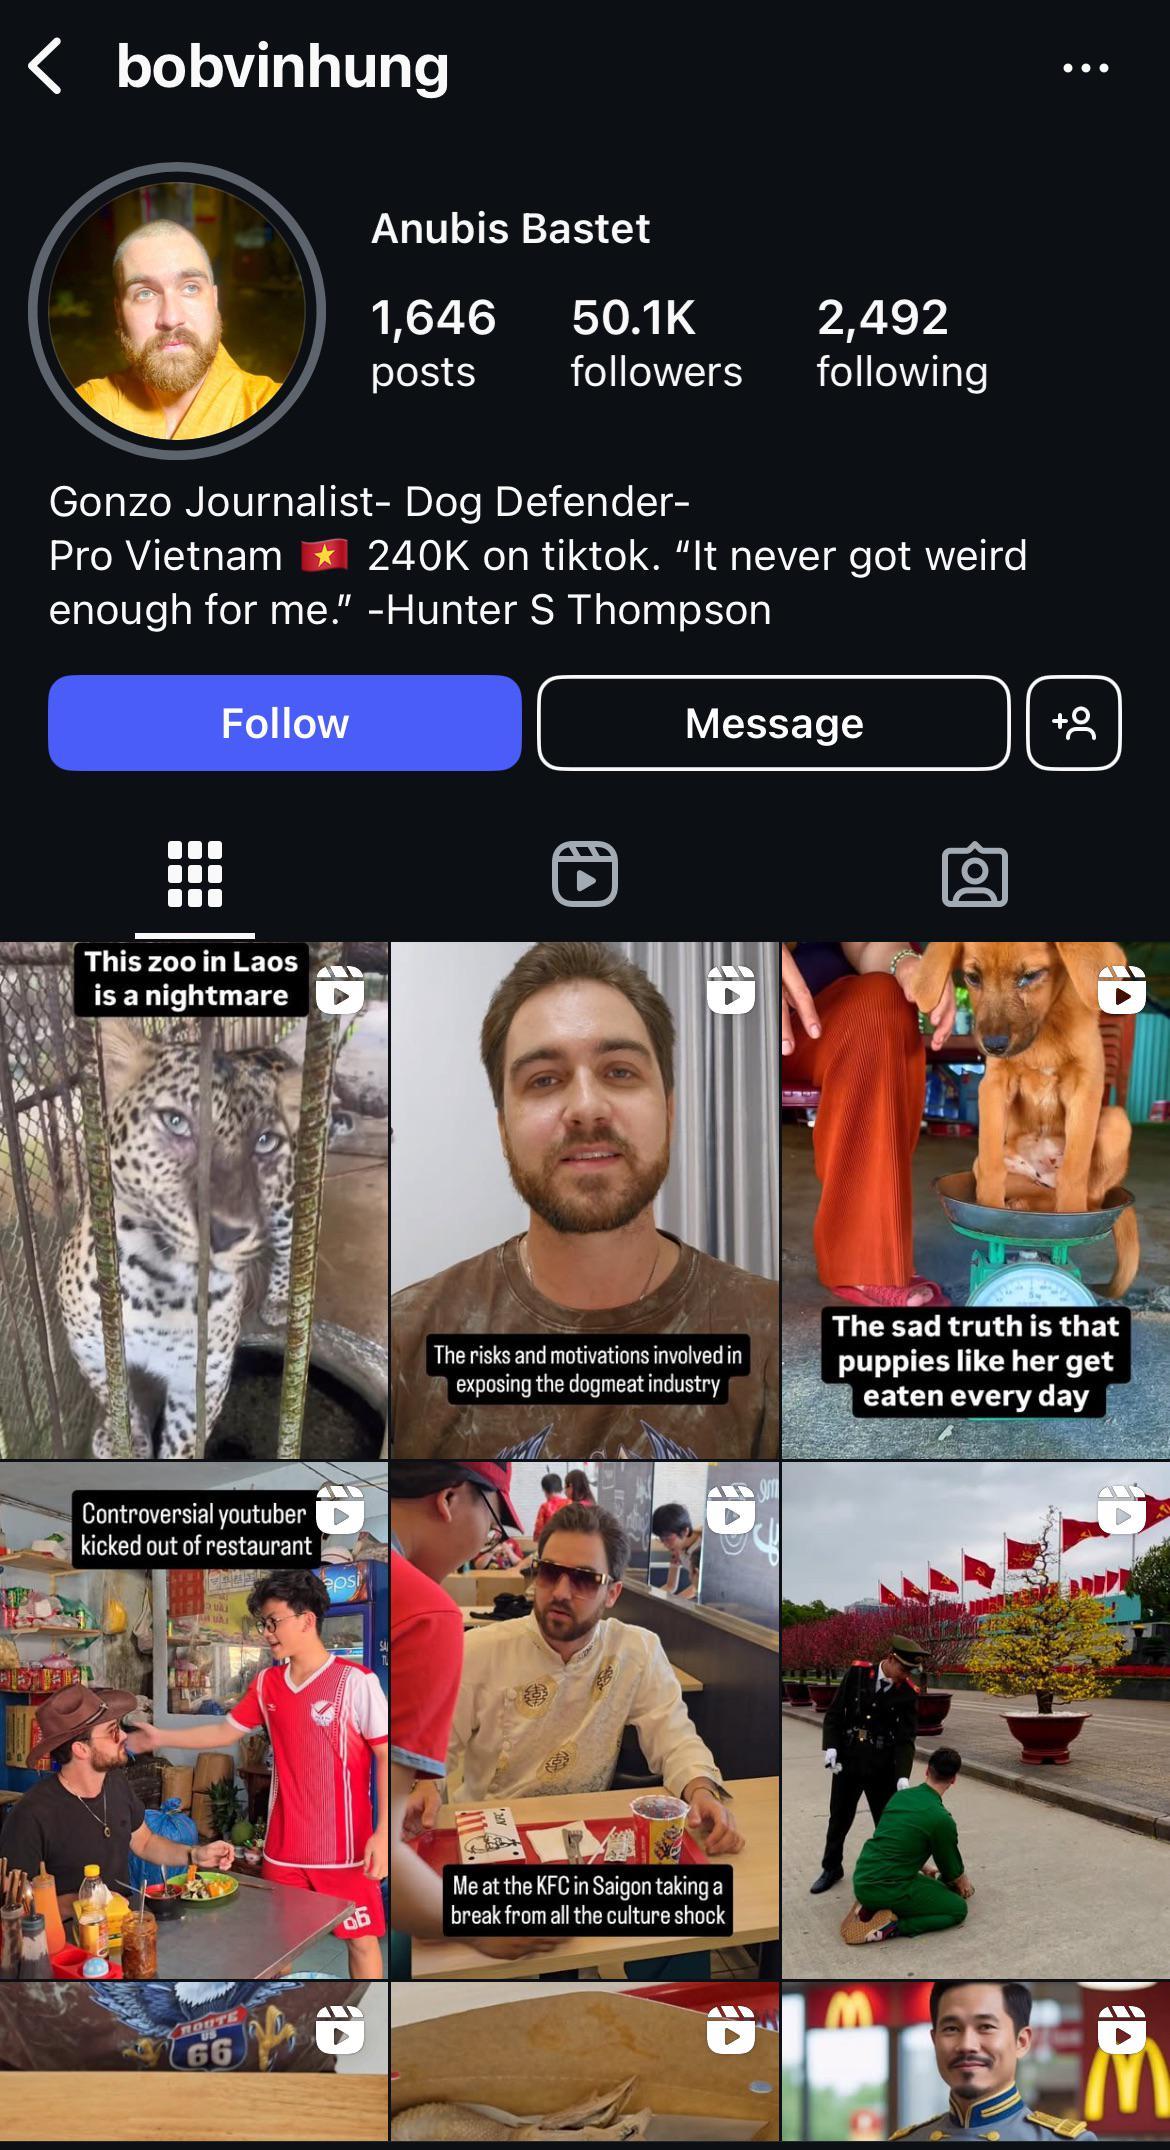 bobvinhung
Anubis Bastet
1,646
posts
50.1K
followers
2,492
following
Gonzo Journalist- Dog Defender-
Pro Vietnam 🇻🇳 240K on tiktok. “It never got weird
enough for me.” -Hunter S Thompson
Follow
Message
This zoo in Laos
is a nightmare
The risks and motivations involved in
exposing the dogmeat industry
The sad truth is that
puppies like her get
eaten every day
Controversial youtuber
kicked out of restaurant
epsi
66
Me at the KFC in Saigon taking a
break from all the culture shock
KFC
ROUTE
US
66